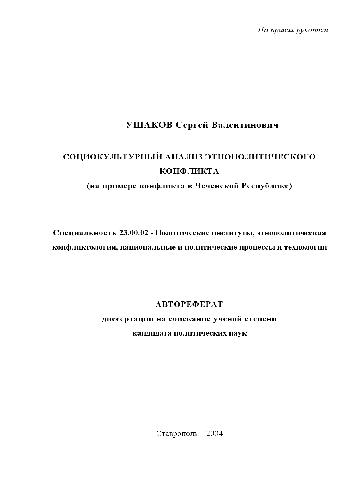 На правах рукописи
УШАКОВ Сергей Валентинович
СОЦИОКУЛЬТУРНЫЙ АНАЛИЗ ЭТНОПОЛИТИЧЕСКОГО
КОНФЛИКТА
(на примере конфликта в Чеченской Республике)
Специальность 23.00.02 - Политические институты, этнополитическая
конфликтология, национальные и политические процессы и технологии
АВТОРЕФЕРАТ
диссертации на соискание ученой степени
кандидата политических наук
Ставрополь - 2004